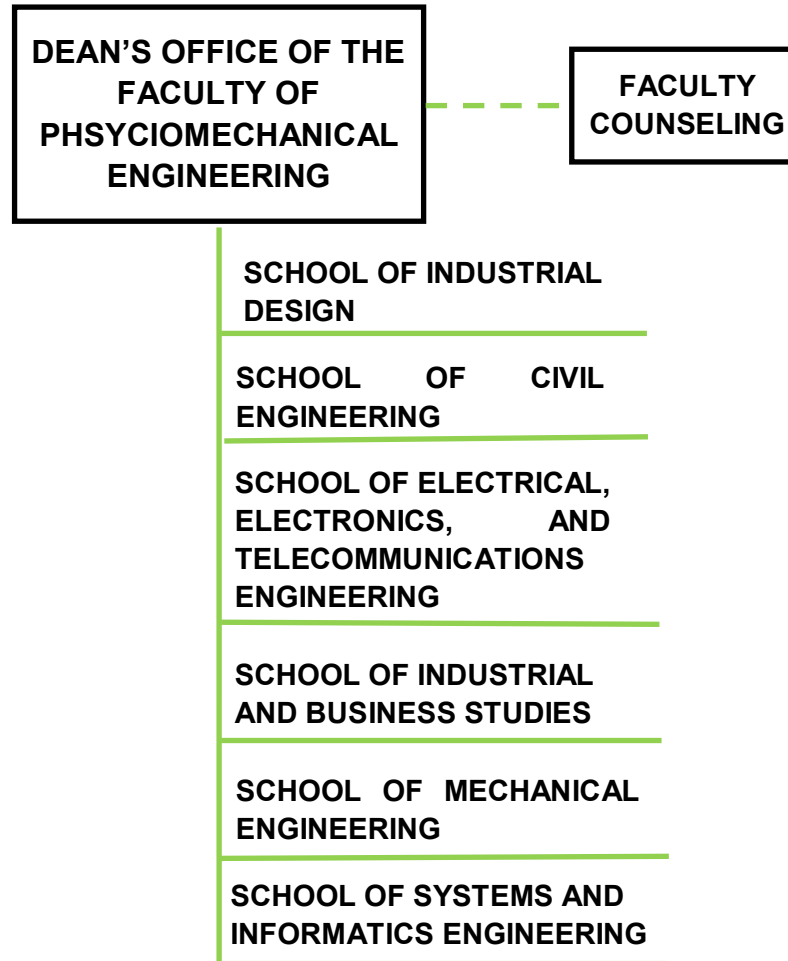 DEAN’S OFFICE OF THE
FACULTY OF
PHSYCIOMECHANICAL
ENGINEERING
FACULTY
COUNSELING
SCHOOL OF INDUSTRIAL
DESIGN
SCHOOL OF CIVIL
ENGINEERING
SCHOOL OF ELECTRICAL,
ELECTRONICS, AND
TELECOMMUNICATIONS
ENGINEERING
SCHOOL OF INDUSTRIAL
AND BUSINESS STUDIES
SCHOOL OF MECHANICAL
ENGINEERING
SCHOOL OF SYSTEMS AND
INFORMATICS ENGINEERING